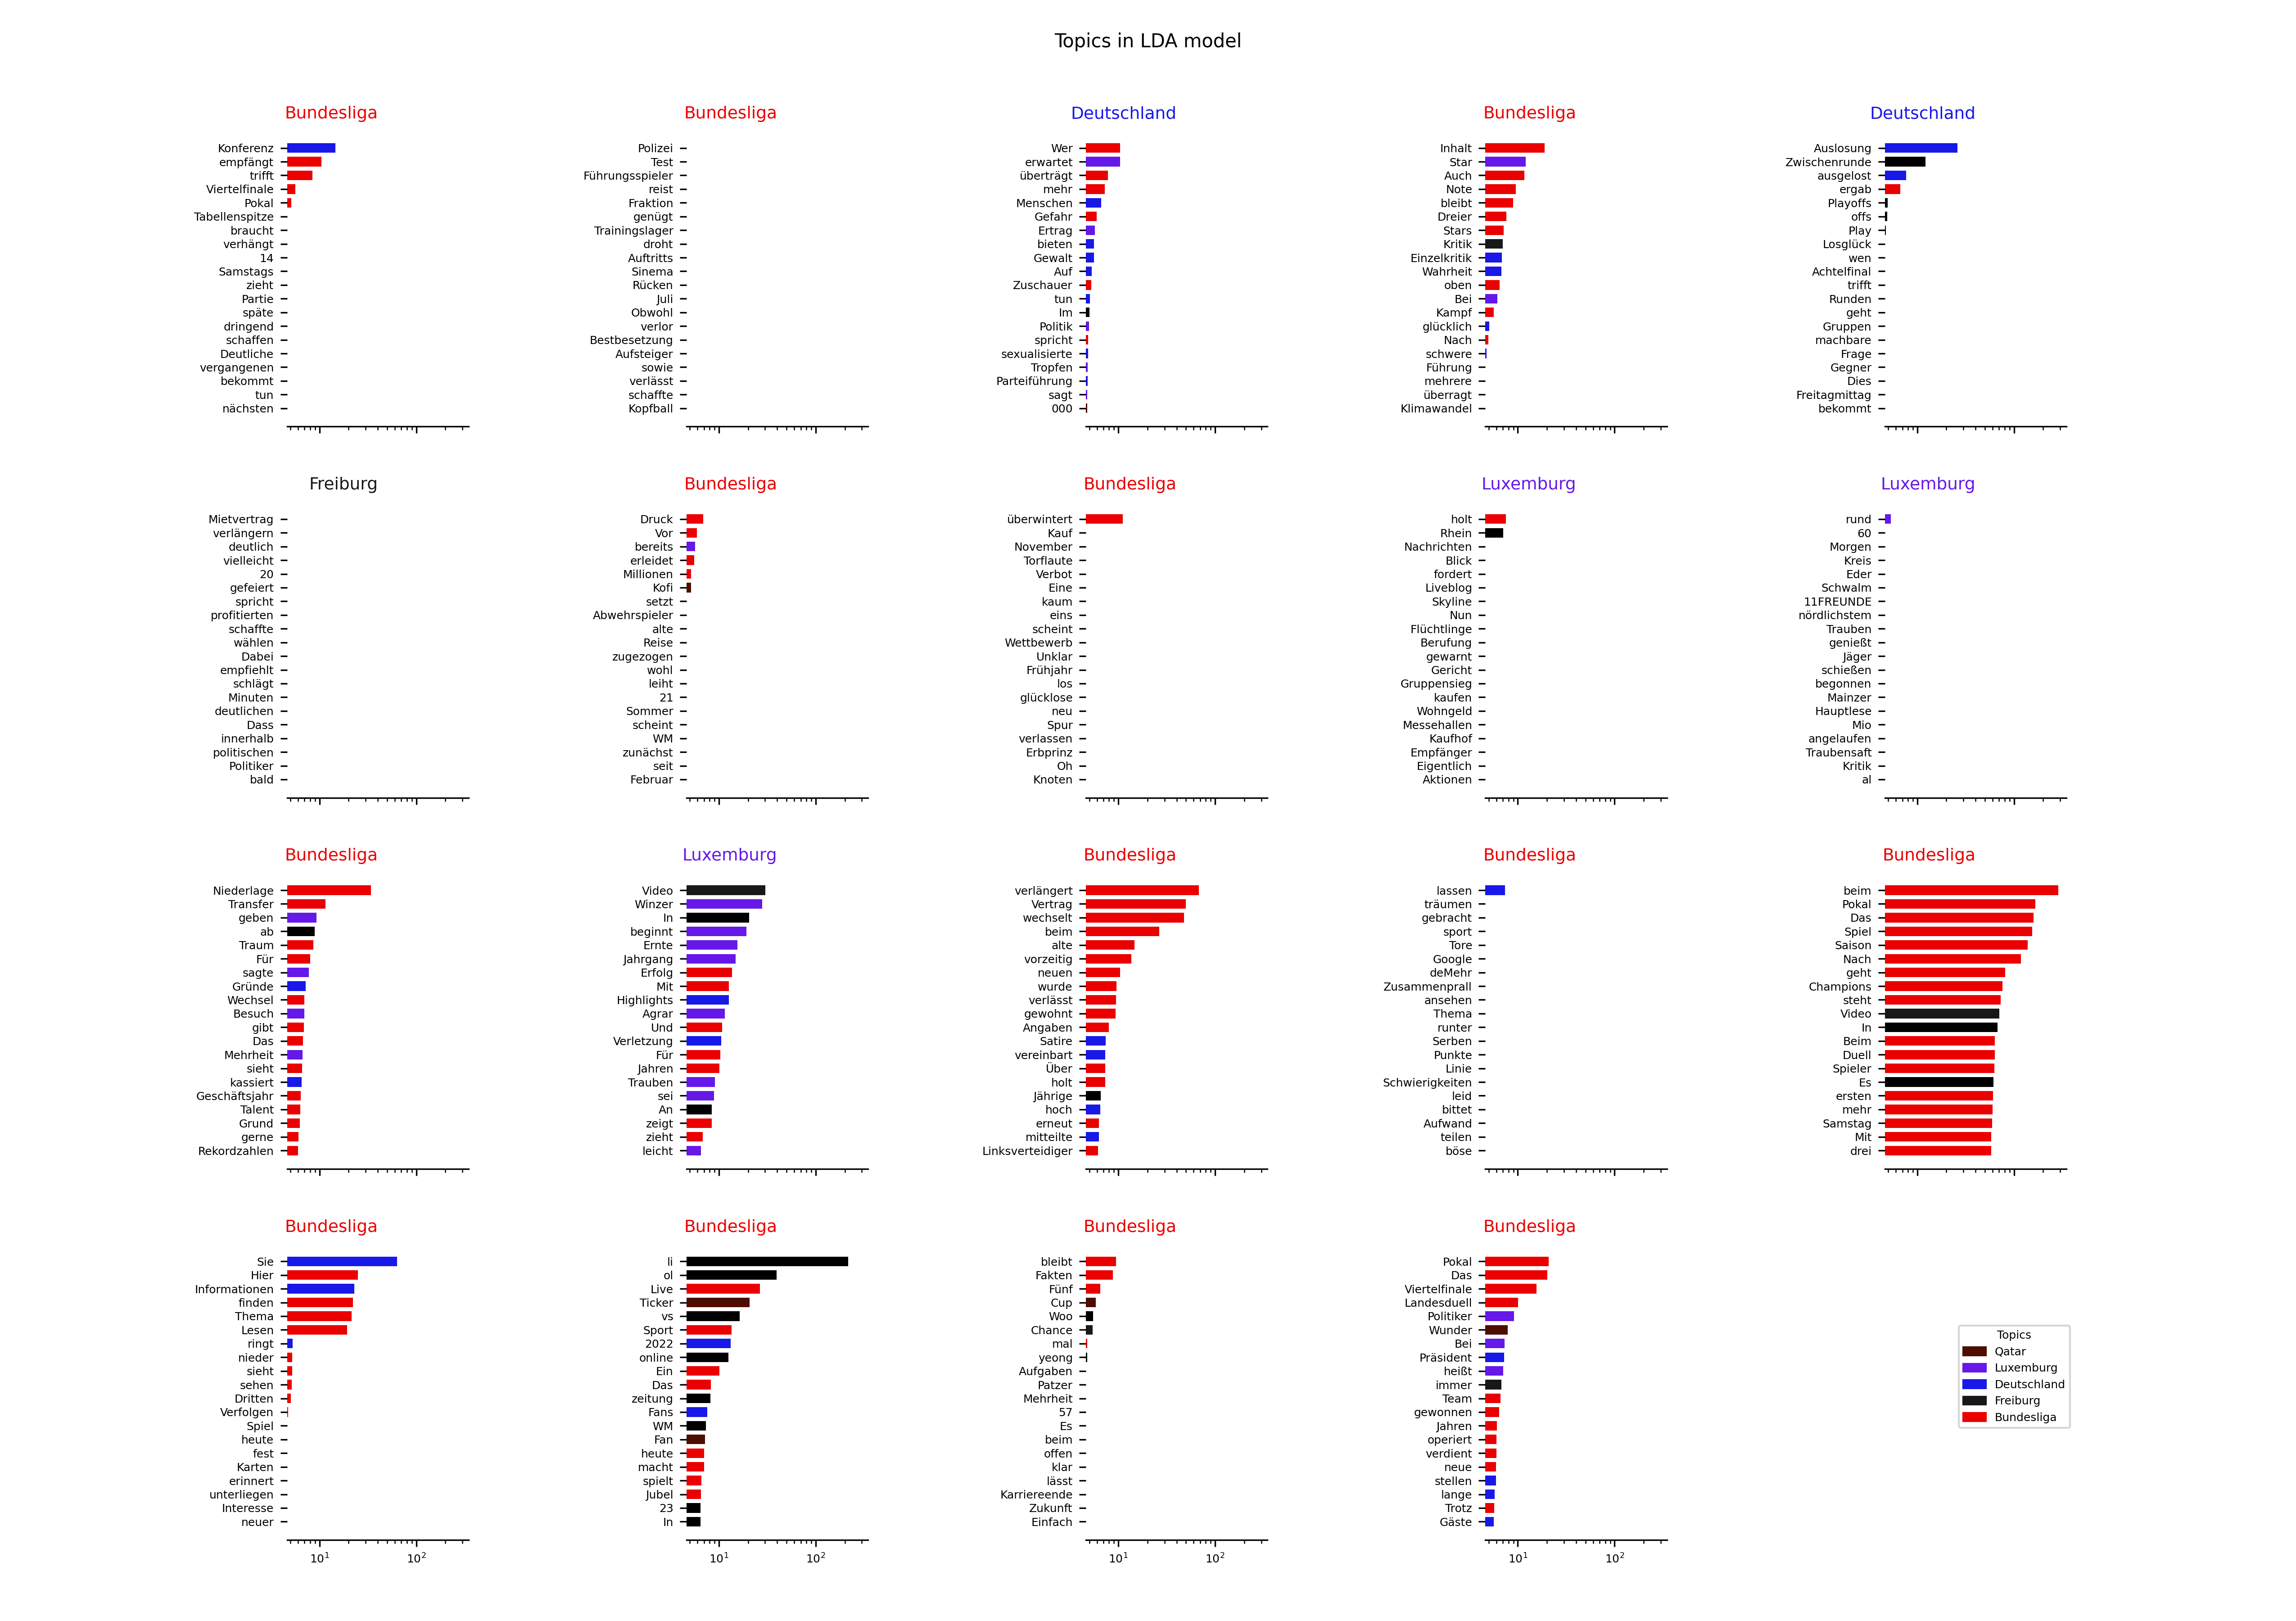 Topics in LDA model
Bundesliga
Konferenz
empfängt
trifft
Viertelfinale
Pokal
Tabellenspitze
braucht
verhängt
14
Samstags
zieht
Partie
späte
dringend
schaffen
Deutliche
vergangenen
bekommt
tun
nächsten
Bundesliga
Polizei
Test
Führungsspieler
reist
Fraktion
genügt
Trainingslager
droht
Auftritts
Sinema
Rücken
Juli
Obwohl
verlor
Bestbesetzung
Aufsteiger
sowie
verlässt
schaffte
Kopfball
Deutschland
Wer
erwartet
überträgt
mehr
Menschen
Gefahr
Ertrag
bieten
Gewalt
Auf
Zuschauer
tun
Im
Politik
spricht
sexualisierte
Tropfen
Parteiführung
sagt
000
Bundesliga
Inhalt
Star
Auch
Note
bleibt
Dreier
Stars
Kritik
Einzelkritik
Wahrheit
oben
Bei
Kampf
glücklich
Nach
schwere
Führung
mehrere
überragt
Klimawandel
Deutschland
Auslosung
Zwischenrunde
ausgelost
ergab
Playoffs
offs
Play
Losglück
wen
Achtelfinal
trifft
Runden
geht
Gruppen
machbare
Frage
Gegner
Dies
Freitagmittag
bekommt
Freiburg
Mietvertrag
verlängern
deutlich
vielleicht
20
gefeiert
spricht
profitierten
schaffte
wählen
Dabei
empfiehlt
schlägt
Minuten
deutlichen
Dass
innerhalb
politischen
Politiker
bald
Bundesliga
Druck
Vor
bereits
erleidet
Millionen
Kofi
setzt
Abwehrspieler
alte
Reise
zugezogen
wohl
leiht
21
Sommer
scheint
WM
zunächst
seit
Februar
Bundesliga
überwintert
Kauf
November
Torflaute
Verbot
Eine
kaum
eins
scheint
Wettbewerb
Unklar
Frühjahr
los
glücklose
neu
Spur
verlassen
Erbprinz
Oh
Knoten
Luxemburg
holt
Rhein
Nachrichten
Blick
fordert
Liveblog
Skyline
Nun
Flüchtlinge
Berufung
gewarnt
Gericht
Gruppensieg
kaufen
Wohngeld
Messehallen
Kaufhof
Empfänger
Eigentlich
Aktionen
Luxemburg
rund
60
Morgen
Kreis
Eder
Schwalm
11FREUNDE
nördlichstem
Trauben
genießt
Jäger
schießen
begonnen
Mainzer
Hauptlese
Mio
angelaufen
Traubensaft
Kritik
al
Bundesliga
Niederlage
Transfer
geben
ab
Traum
Für
sagte
Gründe
Wechsel
Besuch
gibt
Das
Mehrheit
sieht
kassiert
Geschäftsjahr
Talent
Grund
gerne
Rekordzahlen
Luxemburg
Video
Winzer
In
beginnt
Ernte
Jahrgang
Erfolg
Mit
Highlights
Agrar
Und
Verletzung
Für
Jahren
Trauben
sei
An
zeigt
zieht
leicht
Bundesliga
verlängert
Vertrag
wechselt
beim
alte
vorzeitig
neuen
wurde
verlässt
gewohnt
Angaben
Satire
vereinbart
Über
holt
Jährige
hoch
erneut
mitteilte
Linksverteidiger
Bundesliga
lassen
träumen
gebracht
sport
Tore
Google
deMehr
Zusammenprall
ansehen
Thema
runter
Serben
Punkte
Linie
Schwierigkeiten
leid
bittet
Aufwand
teilen
böse
Bundesliga
beim
Pokal
Das
Spiel
Saison
Nach
geht
Champions
steht
Video
In
Beim
Duell
Spieler
Es
ersten
mehr
Samstag
Mit
drei
Bundesliga
Sie
Hier
Informationen
finden
Thema
Lesen
ringt
nieder
sieht
sehen
Dritten
Verfolgen
Spiel
heute
fest
Karten
erinnert
unterliegen
Interesse
neuer
10¹ 10²
Bundesliga
li
ol
Live
Ticker
vs
Sport
2022
online
Ein
Das
zeitung
Fans
WM
Fan
heute
macht
spielt
Jubel
23
In
10¹ 10²
Bundesliga
bleibt
Fakten
Fünf
Cup
Woo
Chance
mal
yeong
Aufgaben
Patzer
Mehrheit
57
Es
beim
offen
klar
lässt
Karriereende
Zukunft
Einfach
10¹ 10²
Bundesliga
Pokal
Das
Viertelfinale
Landesduell
Politiker
Wunder
Bei
Präsident
heißt
immer
Team
gewonnen
Jahren
operiert
verdient
neue
stellen
lange
Trotz
Gäste
10¹ 10²
Topics
Qatar
Luxemburg
Deutschland
Freiburg
Bundesliga